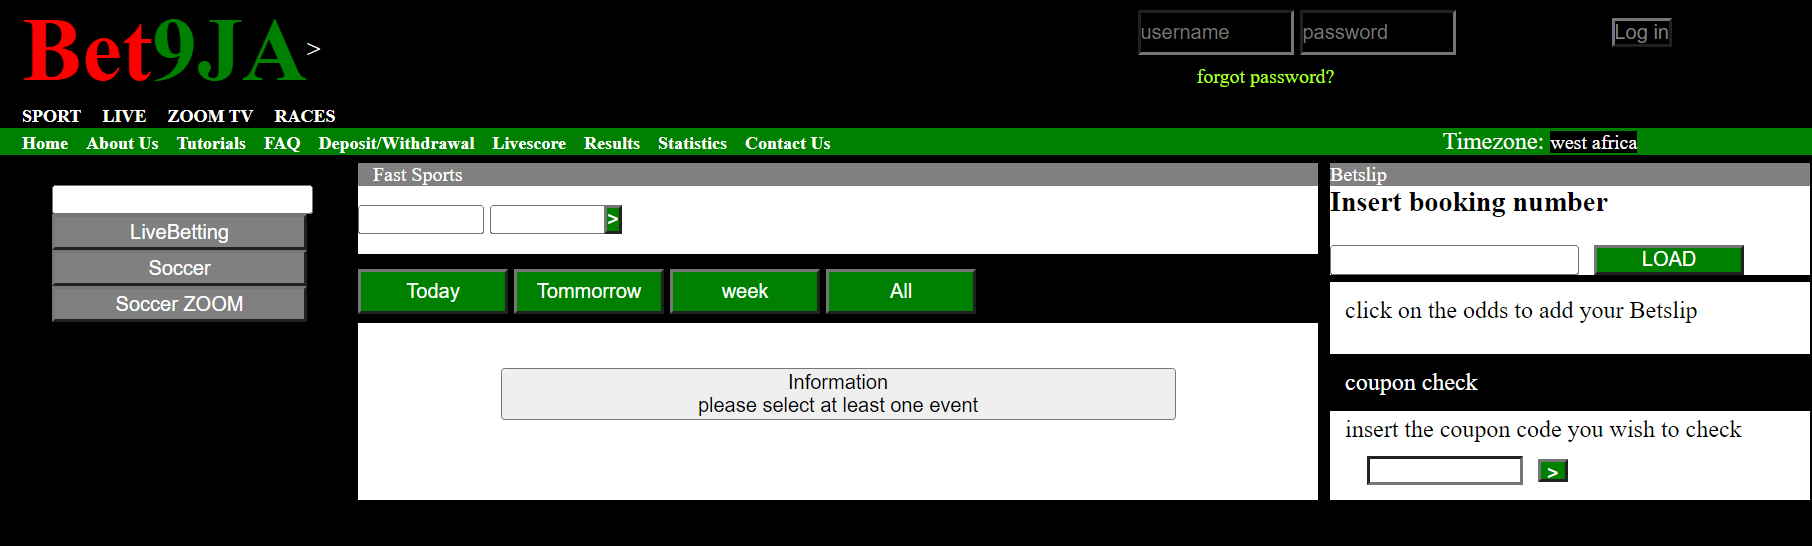 Bet9JA >
username password Log in
forgot password?
SPORT LIVE ZOOM TV RACES
Home About Us Tutorials FAQ Deposit/Withdrawal Livescore Results Statistics Contact Us Timezone: west africa
Fast Sports
>
LiveBetting
Soccer
Soccer ZOOM
Today Tommorrow week All
Information
please select at least one event
Betslip
Insert booking number
LOAD
click on the odds to add your Betslip
coupon check
insert the coupon code you wish to check
>